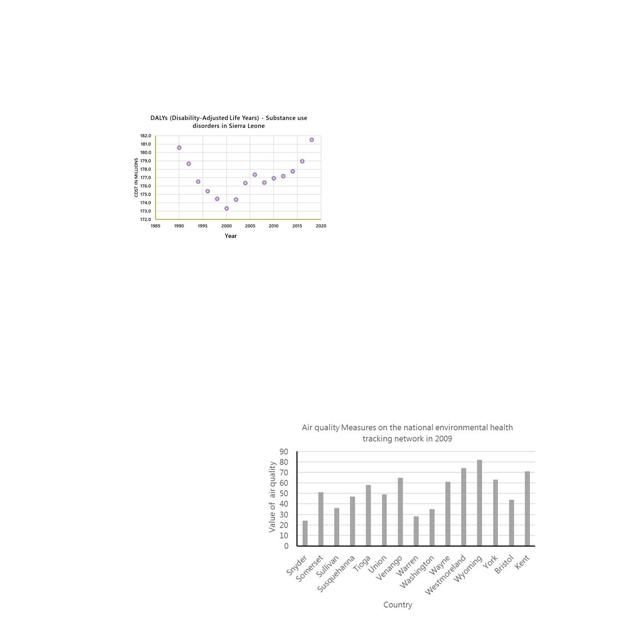 DALYs (Disability-Adjusted Life Years) - Substance use
disorders in Sierra Leone
182.0
181.0
180.0
179.0
178.0
177.0
176.0
175.0
174.0
173.0
172.0
COST IN MILLIONS
1985 1990 1995 2000 2005 2010 2015 2020
Year
Air quality Measures on the national environmental health
tracking network in 2009
90
80
70
60
50
40
30
20
10
0
Value of air quality
Snyder
Somerset
Sullivan
Susquehanna
Tioga
Union
Venango
Warren
Washington
Wayne
Westmoreland
Wyoming
York
Bristol
Kent
Country